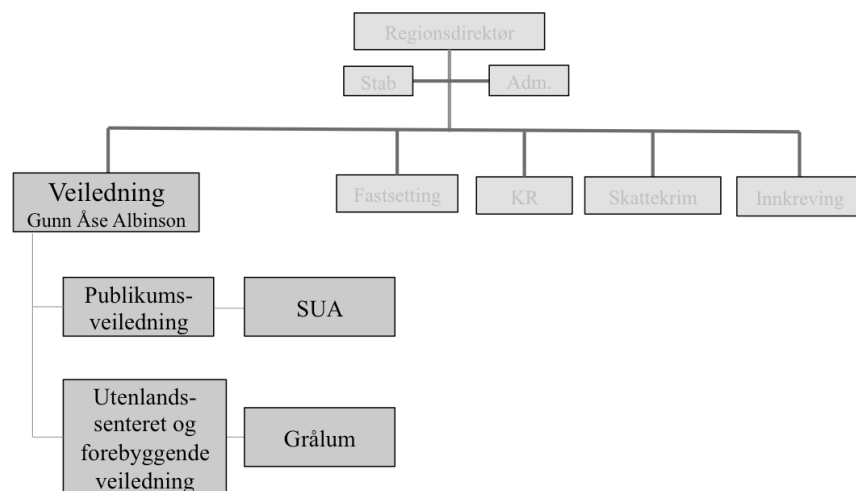 Regionsdirektør
Stab
Adm.
Veiledning
Gunn Åse Albinson
Fastsetting
KR
Skattekrim
Innkreving
Publikums-
veiledning
SUA
Utenlands-
senteret og
forebyggende
veiledning
Grålum